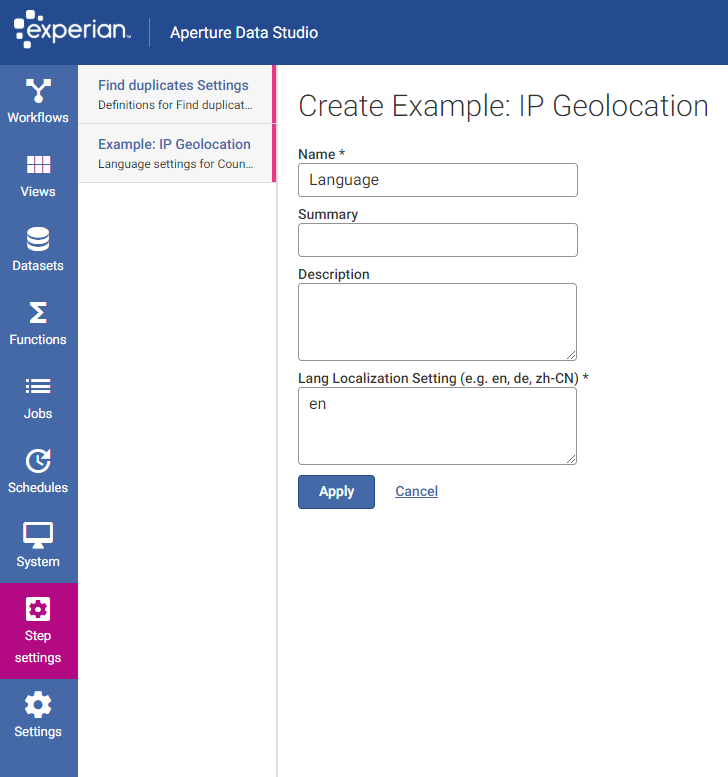 experian™
Aperture Data Studio
Workflows
Views
Datasets
Functions
Jobs
Schedules
System
Step
settings
Settings
Find duplicates Settings
Definitions for Find duplicat...
Example: IP Geolocation
Language settings for Coun...
Create Example: IP Geolocation
Name *
Language
Summary
Description
Lang Localization Setting (e.g. en, de, zh-CN) *
en
Apply
Cancel